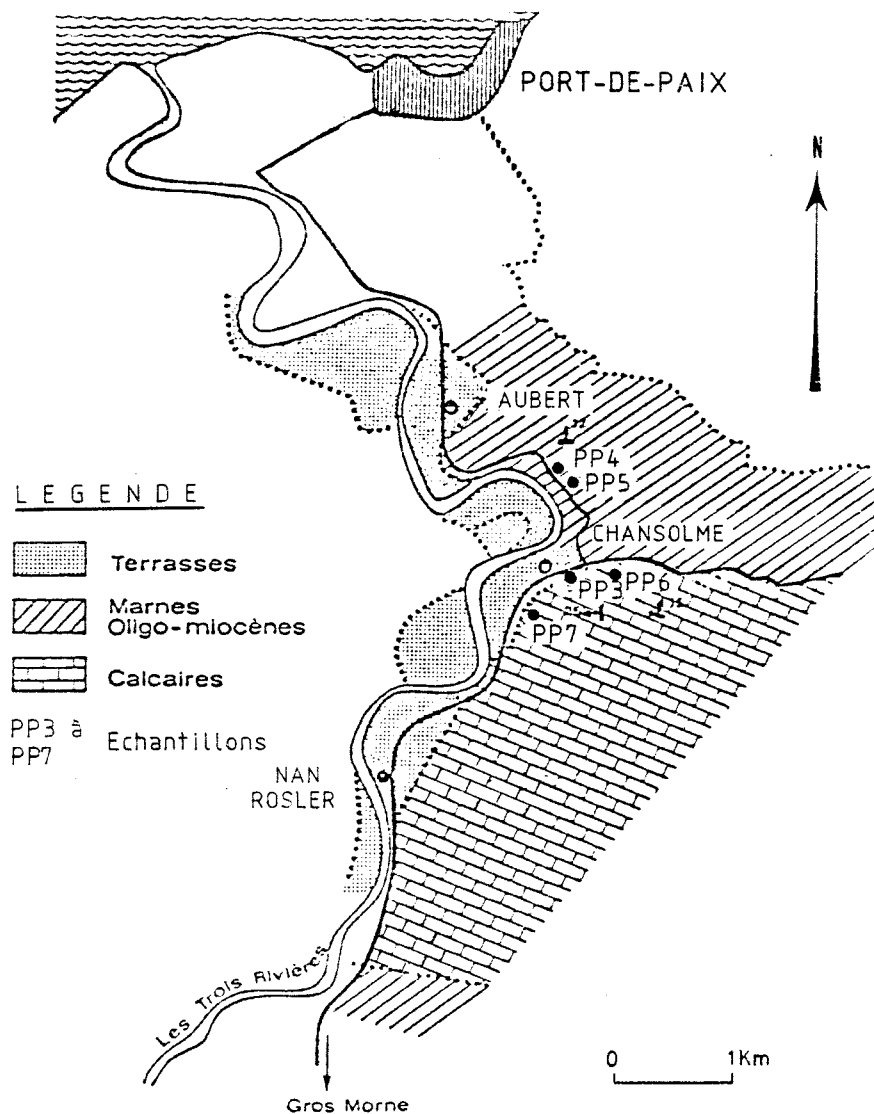 PORT-DE-PAIX
N
AUBERT
PP4
PP5
LEGENDE
CHANSOLME
Terrasses
PP3
PP6
Marnes
Oligo-miocènes
PP7
Calcaires
PP3 à
PP7
Echantillons
NAN
ROSLER
Les Trois Rivières
0
1Km
Gros Morne